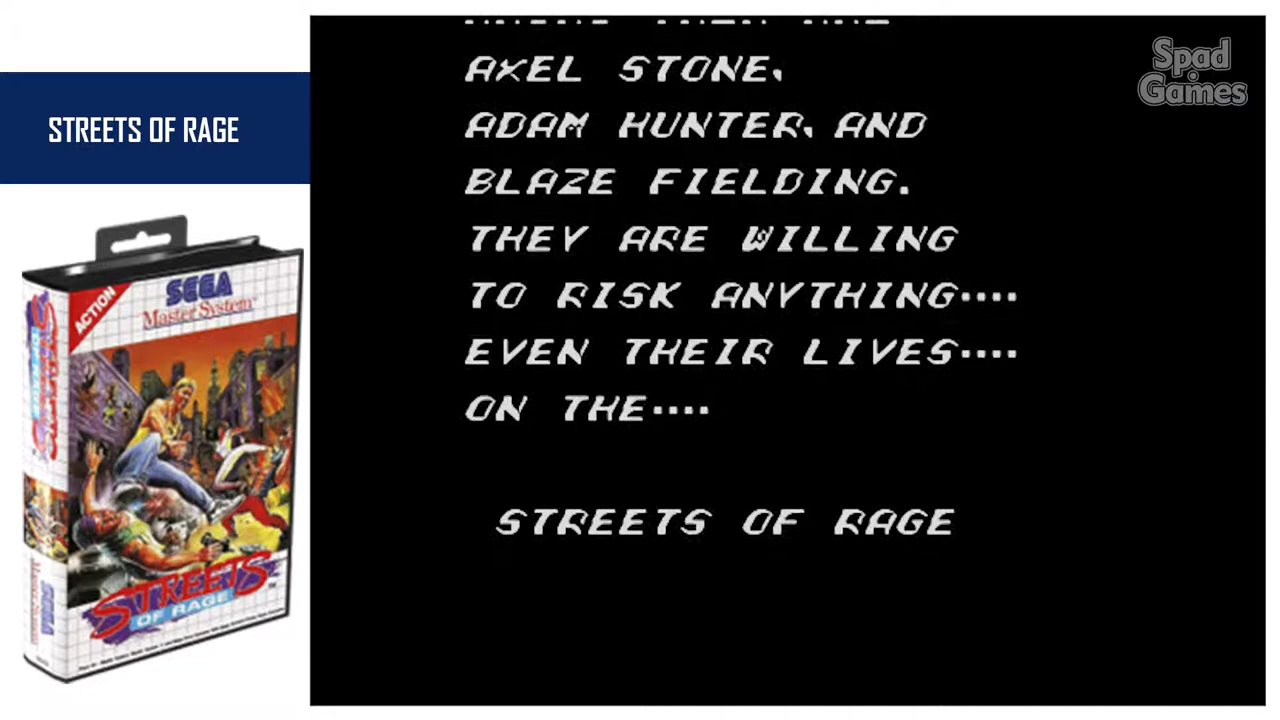 STREETS OF RAGE
AXEL STONE,
ADAM HUNTER, AND
BLAZE FIELDING.
THEY ARE WILLING
TO RISK ANYTHING....
EVEN THEIR LIVES....
ON THE....
STREETS OF RAGE
Spad
Games
ACTION
SEGA
Master System
STREETS
OF RAGE